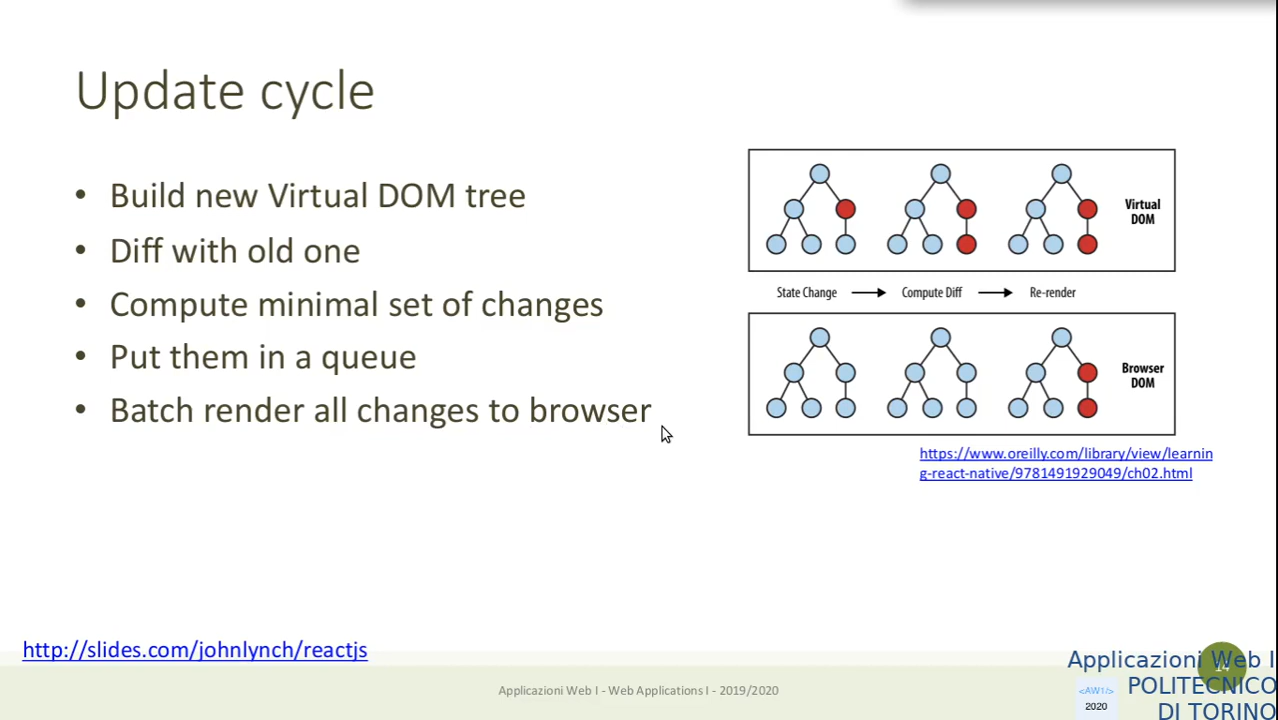 Update cycle
• Build new Virtual DOM tree
• Diff with old one
• Compute minimal set of changes
• Put them in a queue
• Batch render all changes to browser
Virtual
DOM
State Change
Compute Diff
Re-render
Browser
DOM
https://www.oreilly.com/library/view/learnin
g-react-native/9781491929049/ch02.html
http://slides.com/johnlynch/reactjs
Applicazioni Web I - Web Applications I - 2019/2020
Applicazioni Web I
POLITECNICO
DI TORINO
<AW1/>
2020